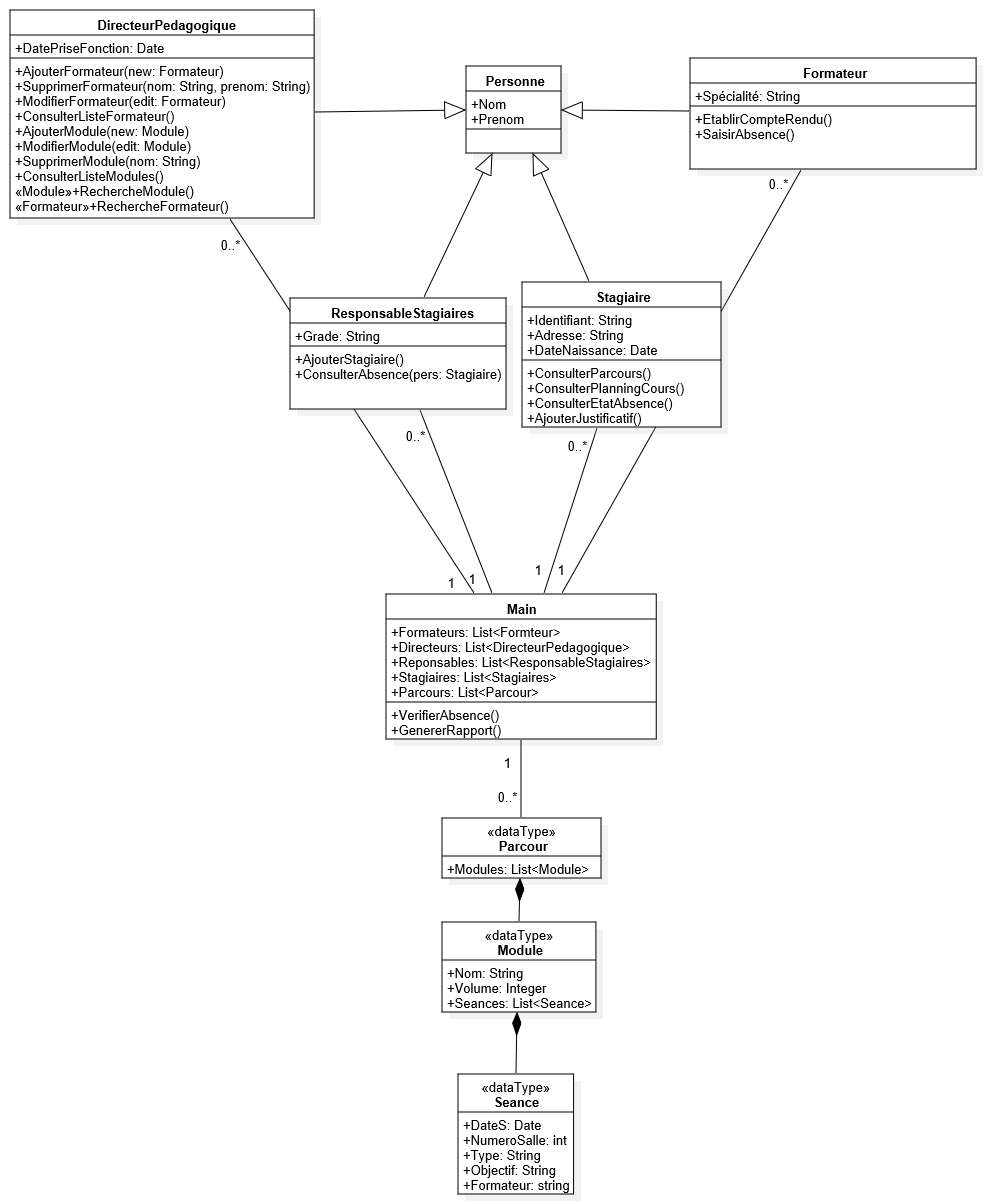 DirecteurPedagogique
+DatePriseFonction: Date
+AjouterFormateur(new: Formateur)
+SupprimerFormateur(nom: String, prenom: String)
+ModifierFormateur(edit: Formateur)
+ConsulterListeFormateur()
+AjouterModule(new: Module)
+ModifierModule(edit: Module)
+SupprimerModule(nom: String)
+ConsulterListeModules()
«Module»+RechercheModule()
«Formateur»+RechercheFormateur()
0..*
Personne
+Nom
+Prenom
Formateur
+Spécialité: String
+EtablirCompteRendu()
+SaisirAbsence()
0..*
ResponsableStagiaires
+Grade: String
+AjouterStagiaire()
+ConsulterAbsence(pers: Stagiaire)
0..*
Stagiaire
+Identifiant: String
+Adresse: String
+DateNaissance: Date
+ConsulterParcours()
+ConsulterPlanningCours()
+ConsulterEtatAbsence()
+AjouterJustificatif()
0..*
1
1
1
1
Main
+Formateurs: List<Formteur>
+Directeurs: List<DirecteurPedagogique>
+Reponsables: List<ResponsableStagiaires>
+Stagiaires: List<Stagiaires>
+Parcours: List<Parcour>
+VerifierAbsence()
+GenererRapport()
1
0..*
«dataType»
Parcour
+Modules: List<Module>
«dataType»
Module
+Nom: String
+Volume: Integer
+Seances: List<Seance>
«dataType»
Seance
+DateS: Date
+NumeroSalle: int
+Type: String
+Objectif: String
+Formateur: string